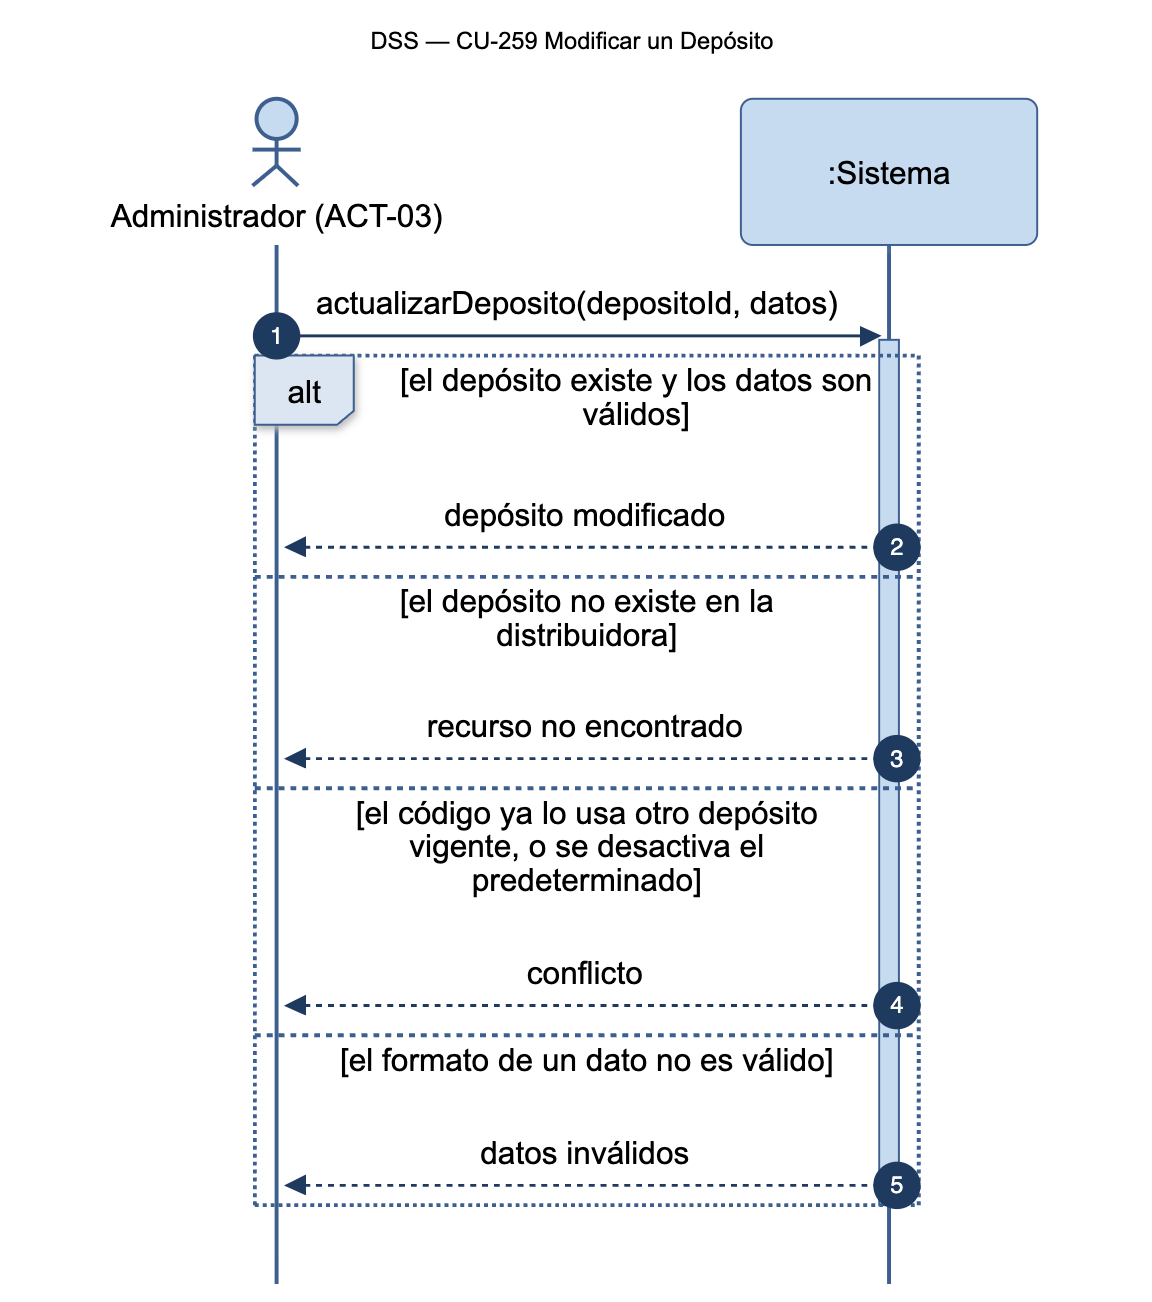 DSS — CU-259 Modificar un Depósito
:Sistema
Administrador (ACT-03)
actualizarDeposito(depositoId, datos)
1
alt
[el depósito existe y los datos son
válidos]
depósito modificado
2
[el depósito no existe en la
distribuidora]
recurso no encontrado
3
[el código ya lo usa otro depósito
vigente, o se desactiva el
predeterminado]
conflicto
4
[el formato de un dato no es válido]
datos inválidos
5